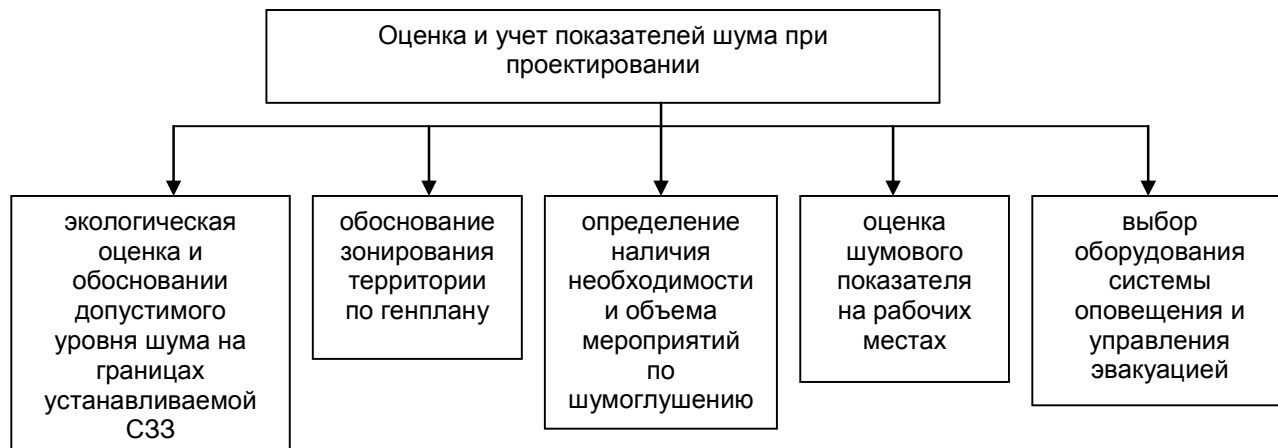 Оценка и учет показателей шума при
проектировании
экологическая
оценка и
обосновании
допустимого
уровня шума на
границах
устанавливаемой
СЗЗ
обоснование
зонирования
территории
по генплану
определение
наличия
необходимости
и объема
мероприятий
по
шумоглушению
оценка
шумового
показателя
на рабочих
местах
выбор
оборудования
системы
оповещения и
управления
эвакуацией